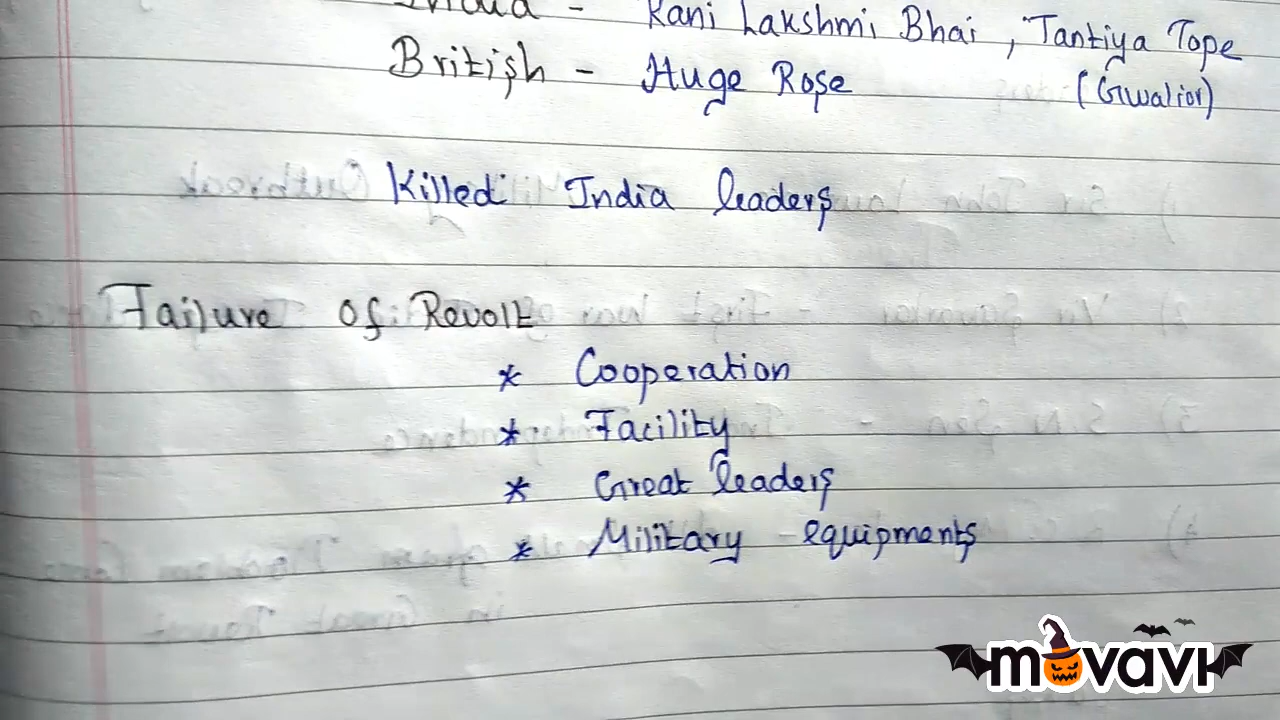 India - Rani Lakshmi Bhai , Tantiya Tope
British - Huge Rose (Gwalior)
Killed India leaders
Failure of Revolt
* Cooperation
* Facility
* Great leaders
* Military equipments
movavi